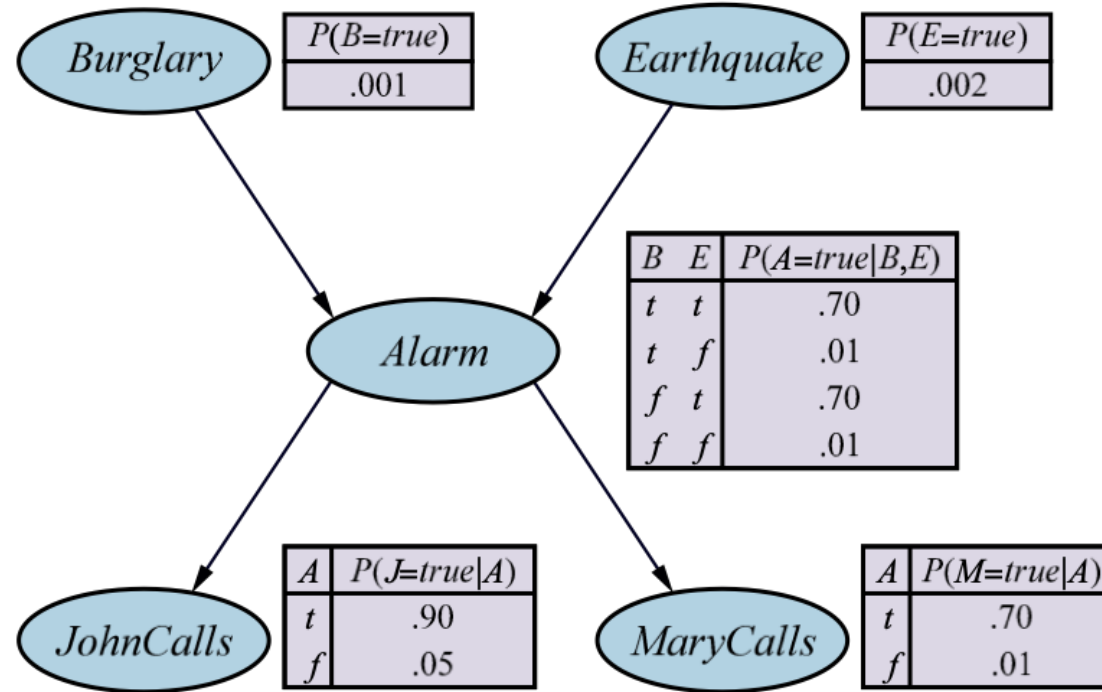 Burglary
P(B=true)
.001
Earthquake
P(E=true)
.002
B E P(A=true|B,E)
t t .70
t f .01
f t .70
f f .01
Alarm
JohnCalls
A P(J=true|A)
t .90
f .05
MaryCalls
A P(M=true|A)
t .70
f .01